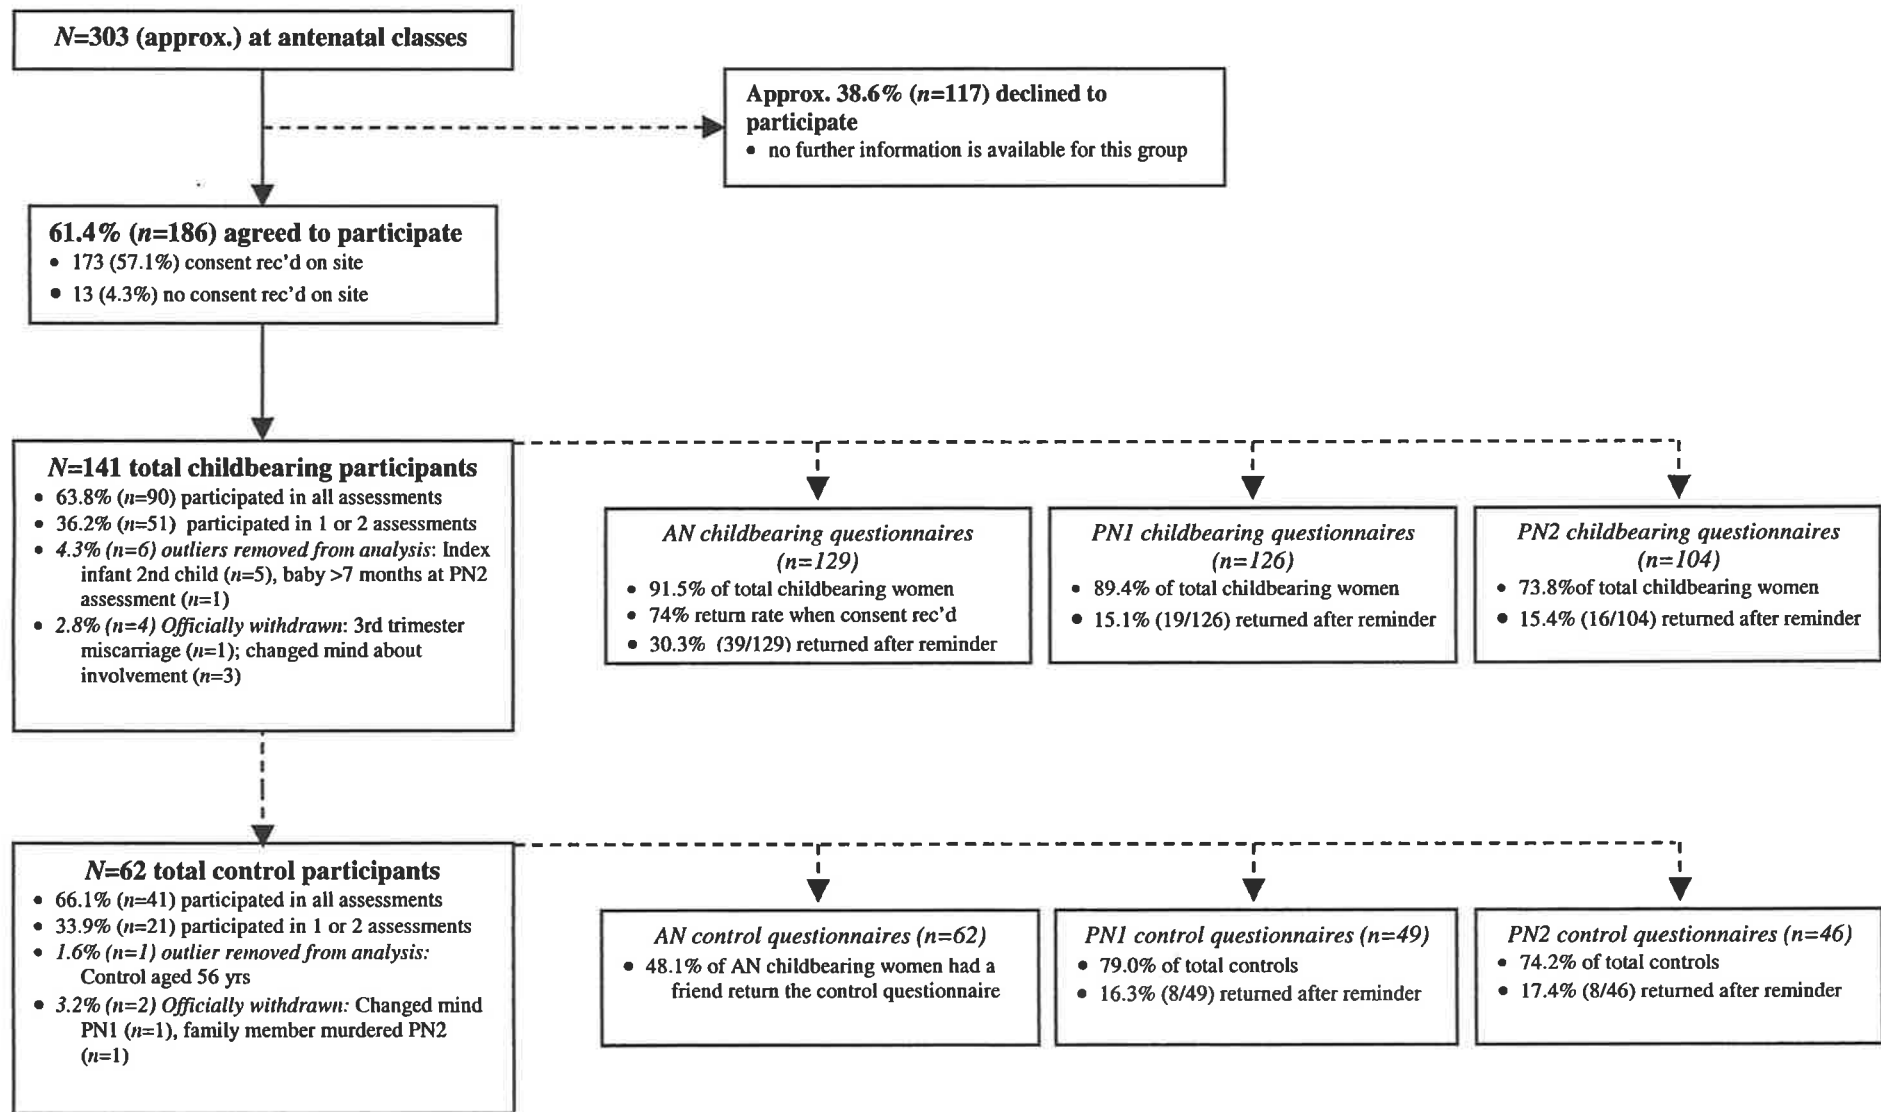 N=303 (approx.) at antenatal classes
Approx. 38.6% (n=117) declined to
participate
• no further information is available for this group
61.4% (n=186) agreed to participate
• 173 (57.1%) consent rec'd on site
• 13 (4.3%) no consent rec'd on site
N=141 total childbearing participants
• 63.8% (n=90) participated in all assessments
• 36.2% (n=51) participated in 1 or 2 assessments
• 4.3% (n=6) outliers removed from analysis: Index
infant 2nd child (n=5), baby >7 months at PN2
assessment (n=1)
• 2.8% (n=4) Officially withdrawn: 3rd trimester
miscarriage (n=1); changed mind about
involvement (n=3)
AN childbearing questionnaires
(n=129)
• 91.5% of total childbearing women
• 74% return rate when consent rec'd
• 30.3% (39/129) returned after reminder
PN1 childbearing questionnaires
(n=126)
• 89.4% of total childbearing women
• 15.1% (19/126) returned after reminder
PN2 childbearing questionnaires
(n=104)
• 73.8%of total childbearing women
• 15.4% (16/104) returned after reminder
N=62 total control participants
• 66.1% (n=41) participated in all assessments
• 33.9% (n=21) participated in 1 or 2 assessments
• 1.6% (n=1) outlier removed from analysis:
Control aged 56 yrs
• 3.2% (n=2) Officially withdrawn: Changed mind
PN1 (n=1), family member murdered PN2
(n=1)
AN control questionnaires (n=62)
• 48.1% of AN childbearing women had a
friend return the control questionnaire
PN1 control questionnaires (n=49)
• 79.0% of total controls
• 16.3% (8/49) returned after reminder
PN2 control questionnaires (n=46)
• 74.2% of total controls
• 17.4% (8/46) returned after reminder